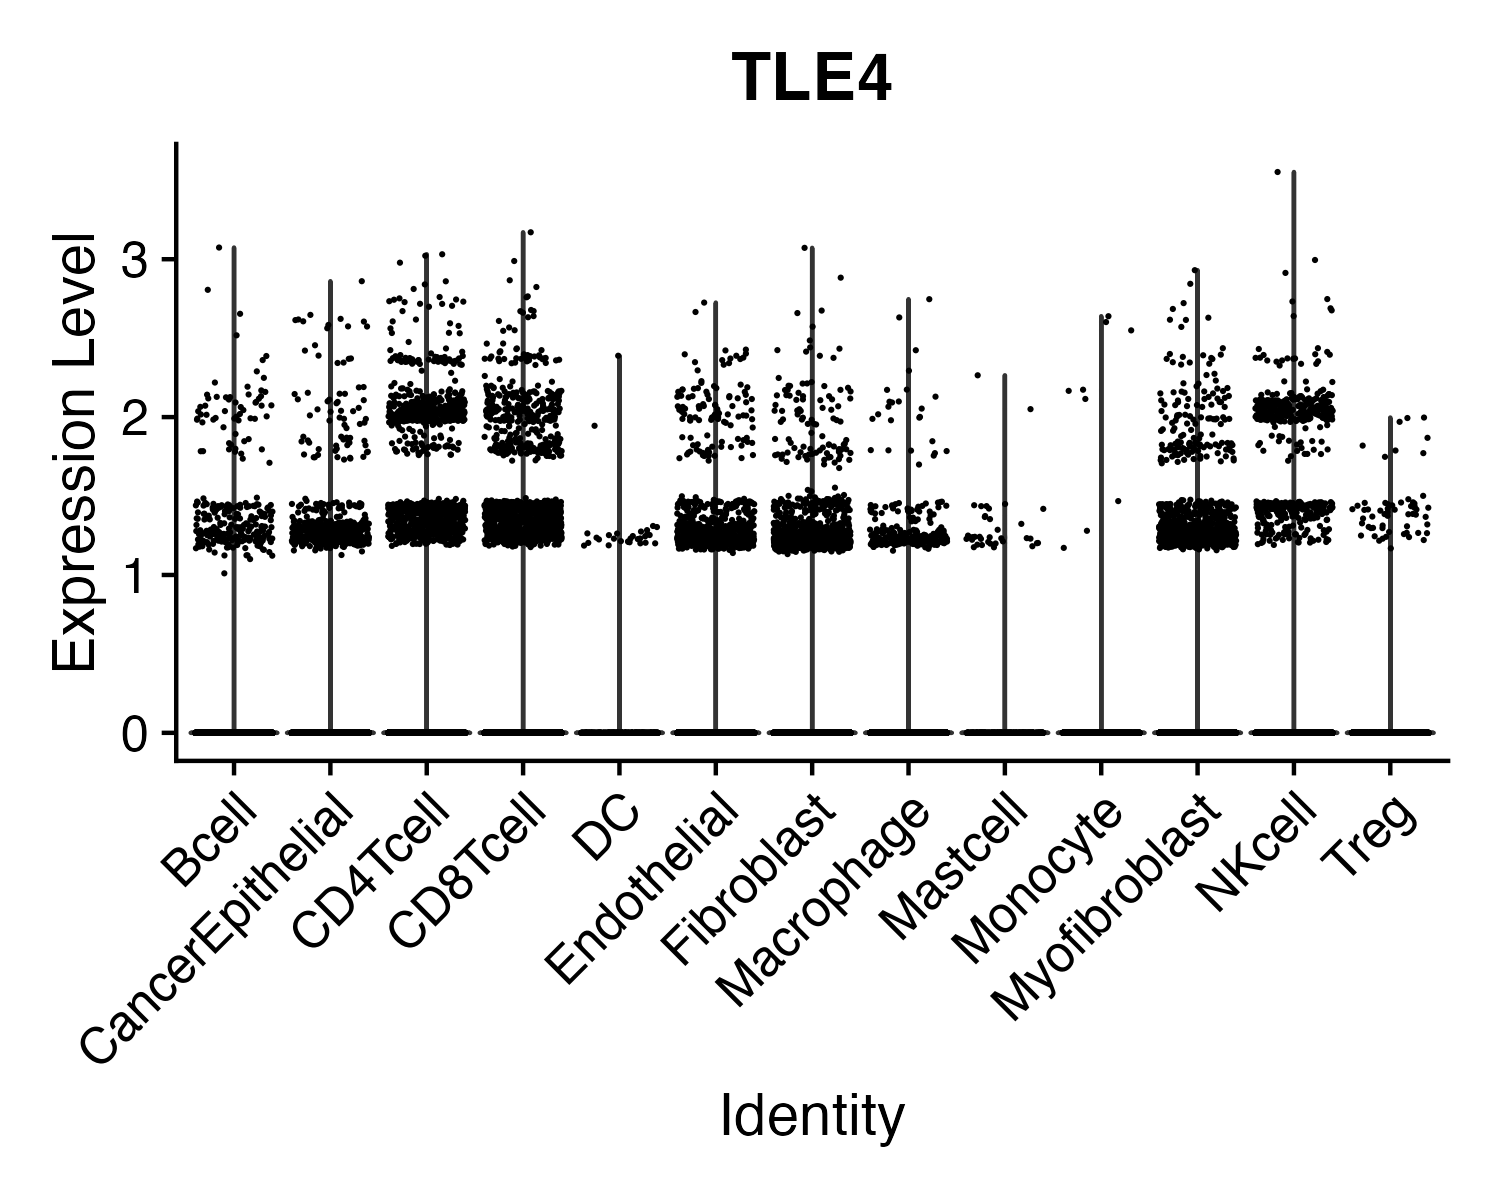 TLE4
Expression Level
3
2
1
0
Bcell
CancerEpithelial
CD4Tcell
CD8Tcell
DC
Endothelial
Fibroblast
Macrophage
Mastcell
Monocyte
Myofibroblast
NKcell
Treg
Identity